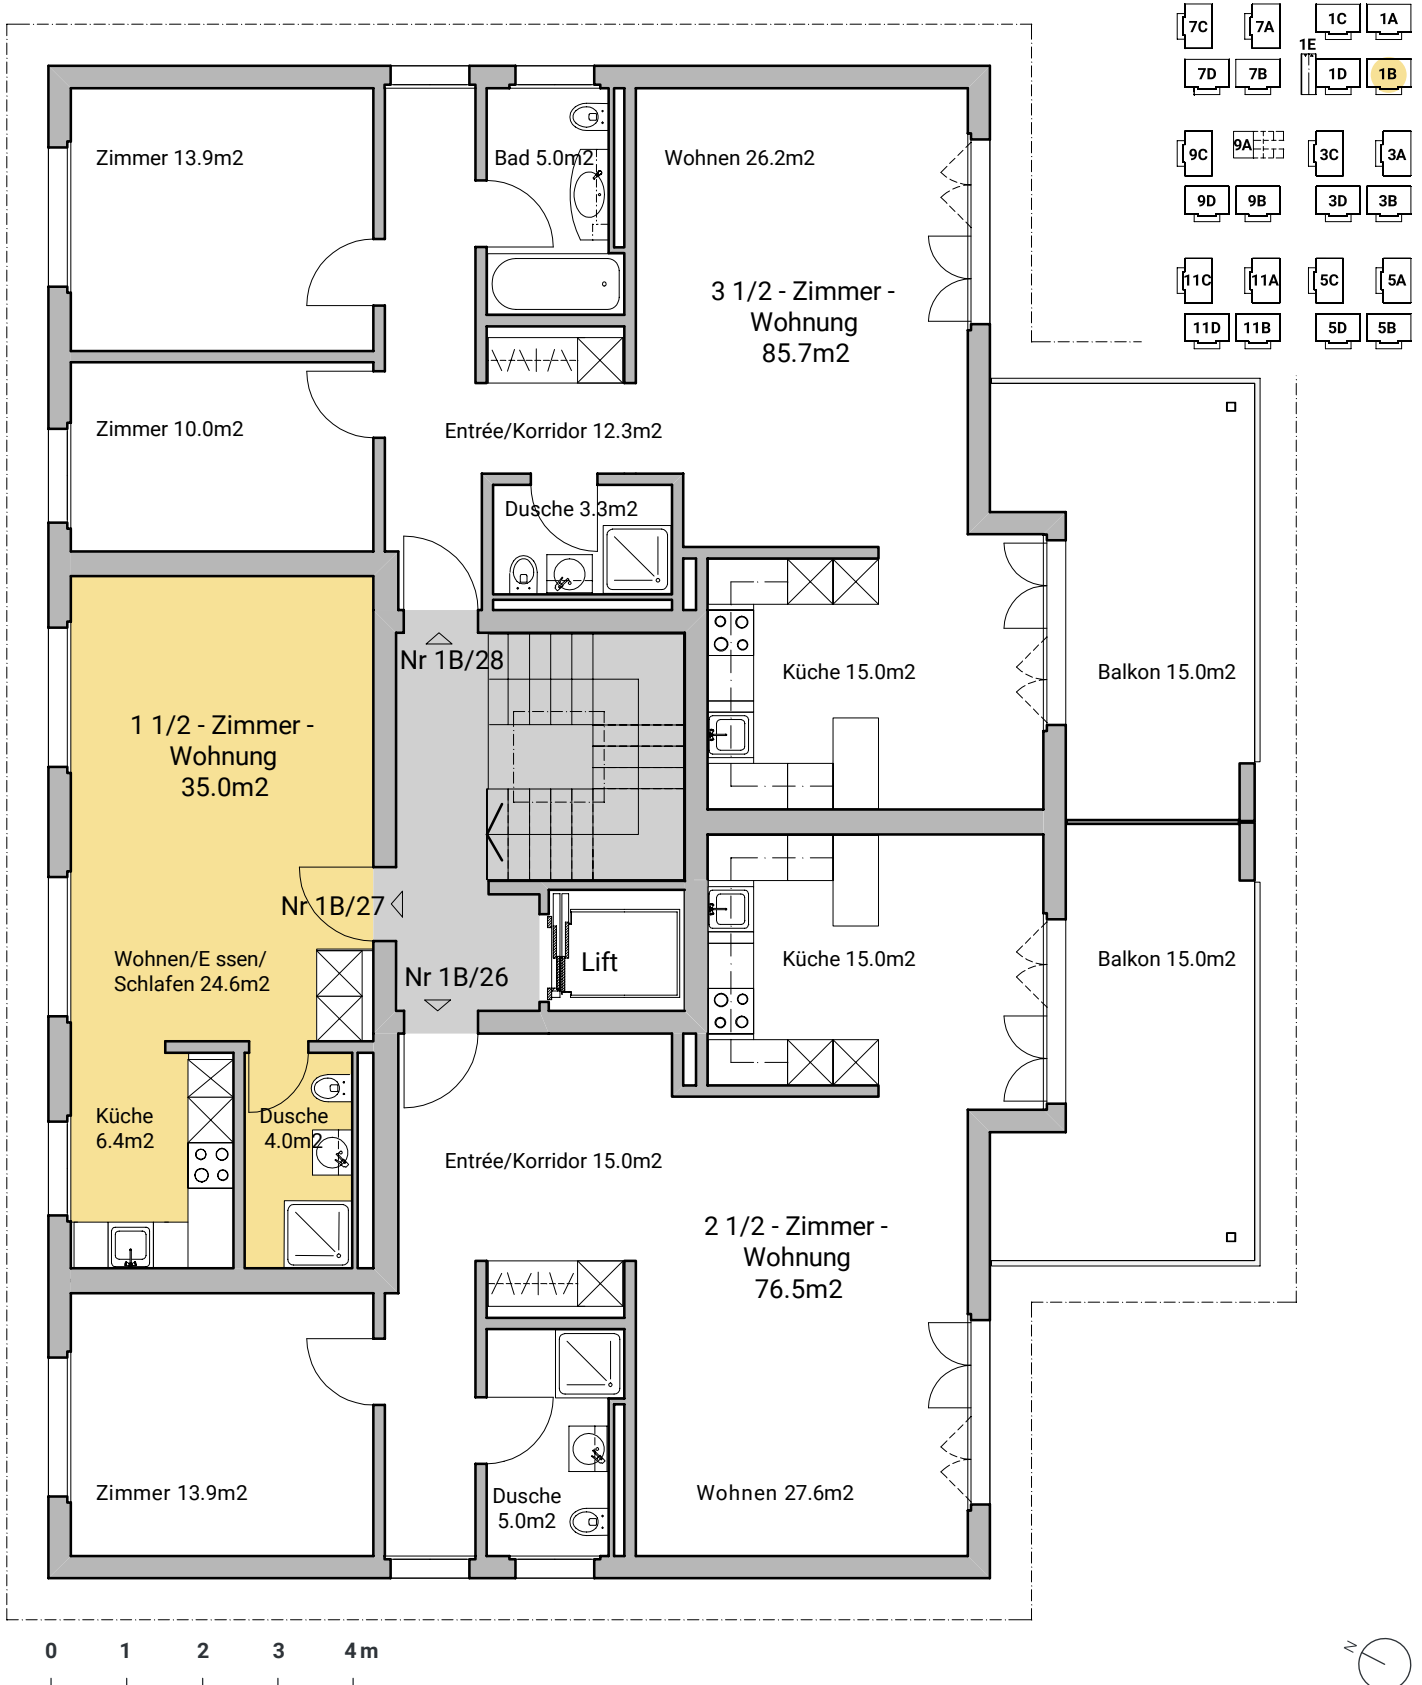 7C
7A
1C
1A
1E
7D
7B
1D
1B
9C
9A
3C
3A
9D
9B
3D
3B
11C
11A
5C
5A
11D
11B
5D
5B
Zimmer 13.9m2
Bad 5.0m2
Wohnen 26.2m2
3 1/2 - Zimmer -
Wohnung
85.7m2
Zimmer 10.0m2
Entrée/Korridor 12.3m2
Dusche 3.3m2
Nr 1B/28
Küche 15.0m2
Balkon 15.0m2
1 1/2 - Zimmer -
Wohnung
35.0m2
Nr 1B/27
Wohnen/E ssen/
Schlafen 24.6m2
Nr 1B/26
Lift
Küche 15.0m2
Balkon 15.0m2
Küche
6.4m2
Dusche
4.0m2
Entrée/Korridor 15.0m2
2 1/2 - Zimmer -
Wohnung
76.5m2
Zimmer 13.9m2
Dusche
5.0m2
Wohnen 27.6m2
0 1 2 3 4 m
N